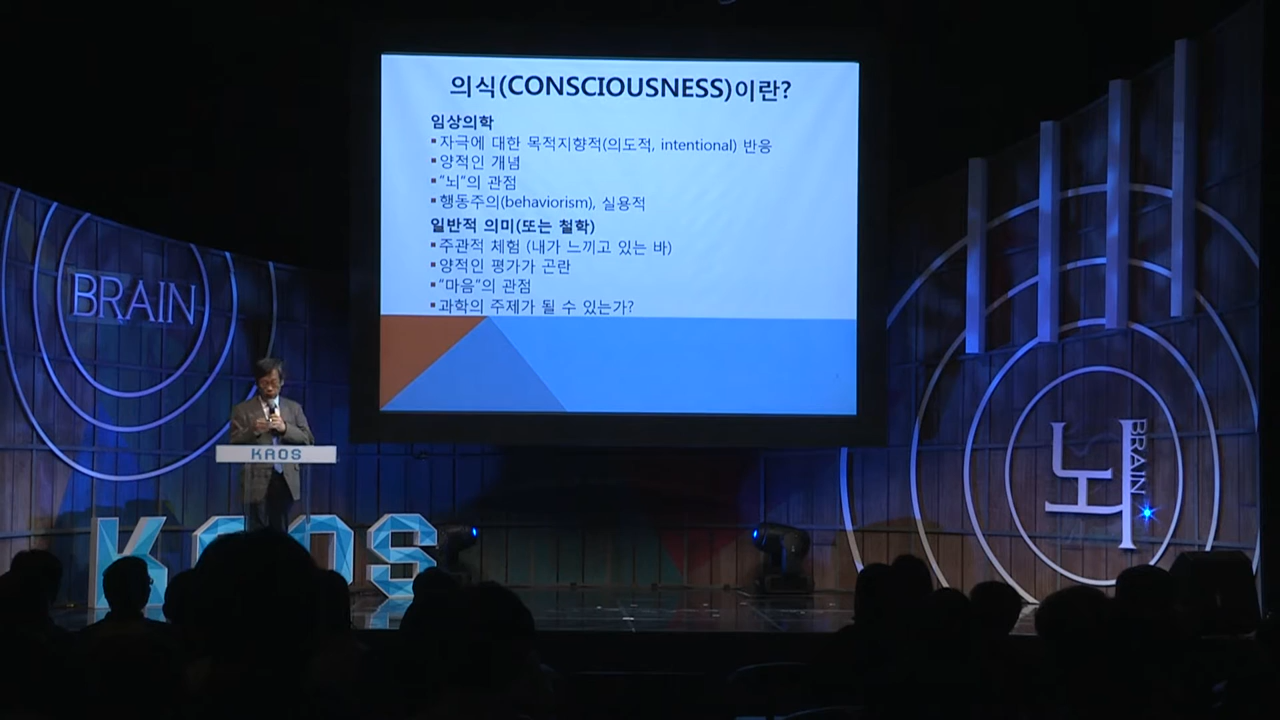 의식(CONSCIOUSNESS)이란?
임상의학
▪자극에 대한 목적지향적(의도적, intentional) 반응
▪양적인 개념
▪"뇌"의 관점
▪행동주의(behaviorism), 실용적
일반적 의미(또는 철학)
▪주관적 체험 (내가 느끼고 있는 바)
▪양적인 평가가 곤란
▪"마음"의 관점
▪과학의 주제가 될 수 있는가?
BRAIN
KAOS
KAOS
뇌
BRAIN